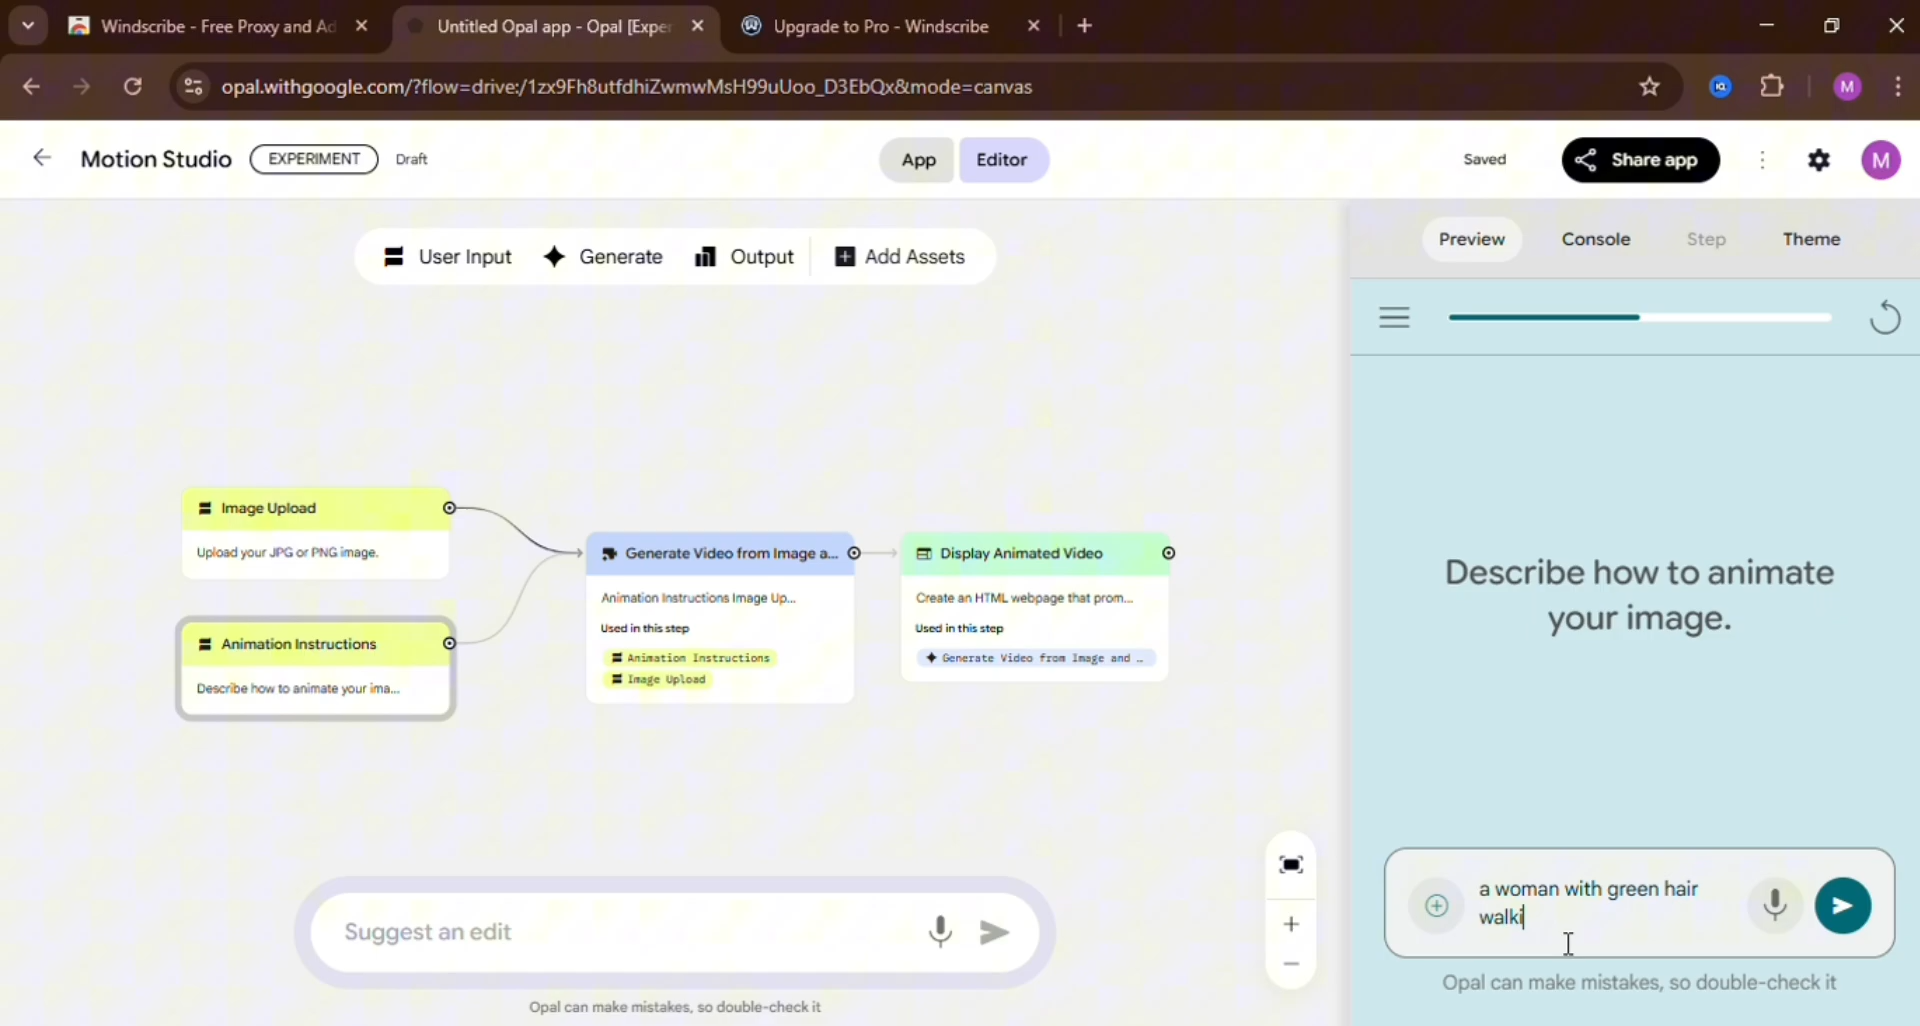 Windscribe - Free Proxy and Ad
Untitled Opal app - Opal [Exper
Upgrade to Pro - Windscribe
opal.withgoogle.com/?flow=drive:/1zx9Fh8utfdhiZwmwMsH99uUoo_D3EbQx&mode=canvas
M
Motion Studio
EXPERIMENT
Draft
App
Editor
Saved
Share app
M
User Input
Generate
Output
Add Assets
Preview
Console
Step
Theme
Image Upload
Upload your JPG or PNG image.
Animation Instructions
Describe how to animate your ima...
Generate Video from Image a...
Animation Instructions Image Up...
Used in this step
Animation Instructions
Image Upload
Display Animated Video
Create an HTML webpage that prom...
Used in this step
Generate Video from Image and …
Describe how to animate
your image.
a woman with green hair
walki
Opal can make mistakes, so double-check it
Suggest an edit
Opal can make mistakes, so double-check it